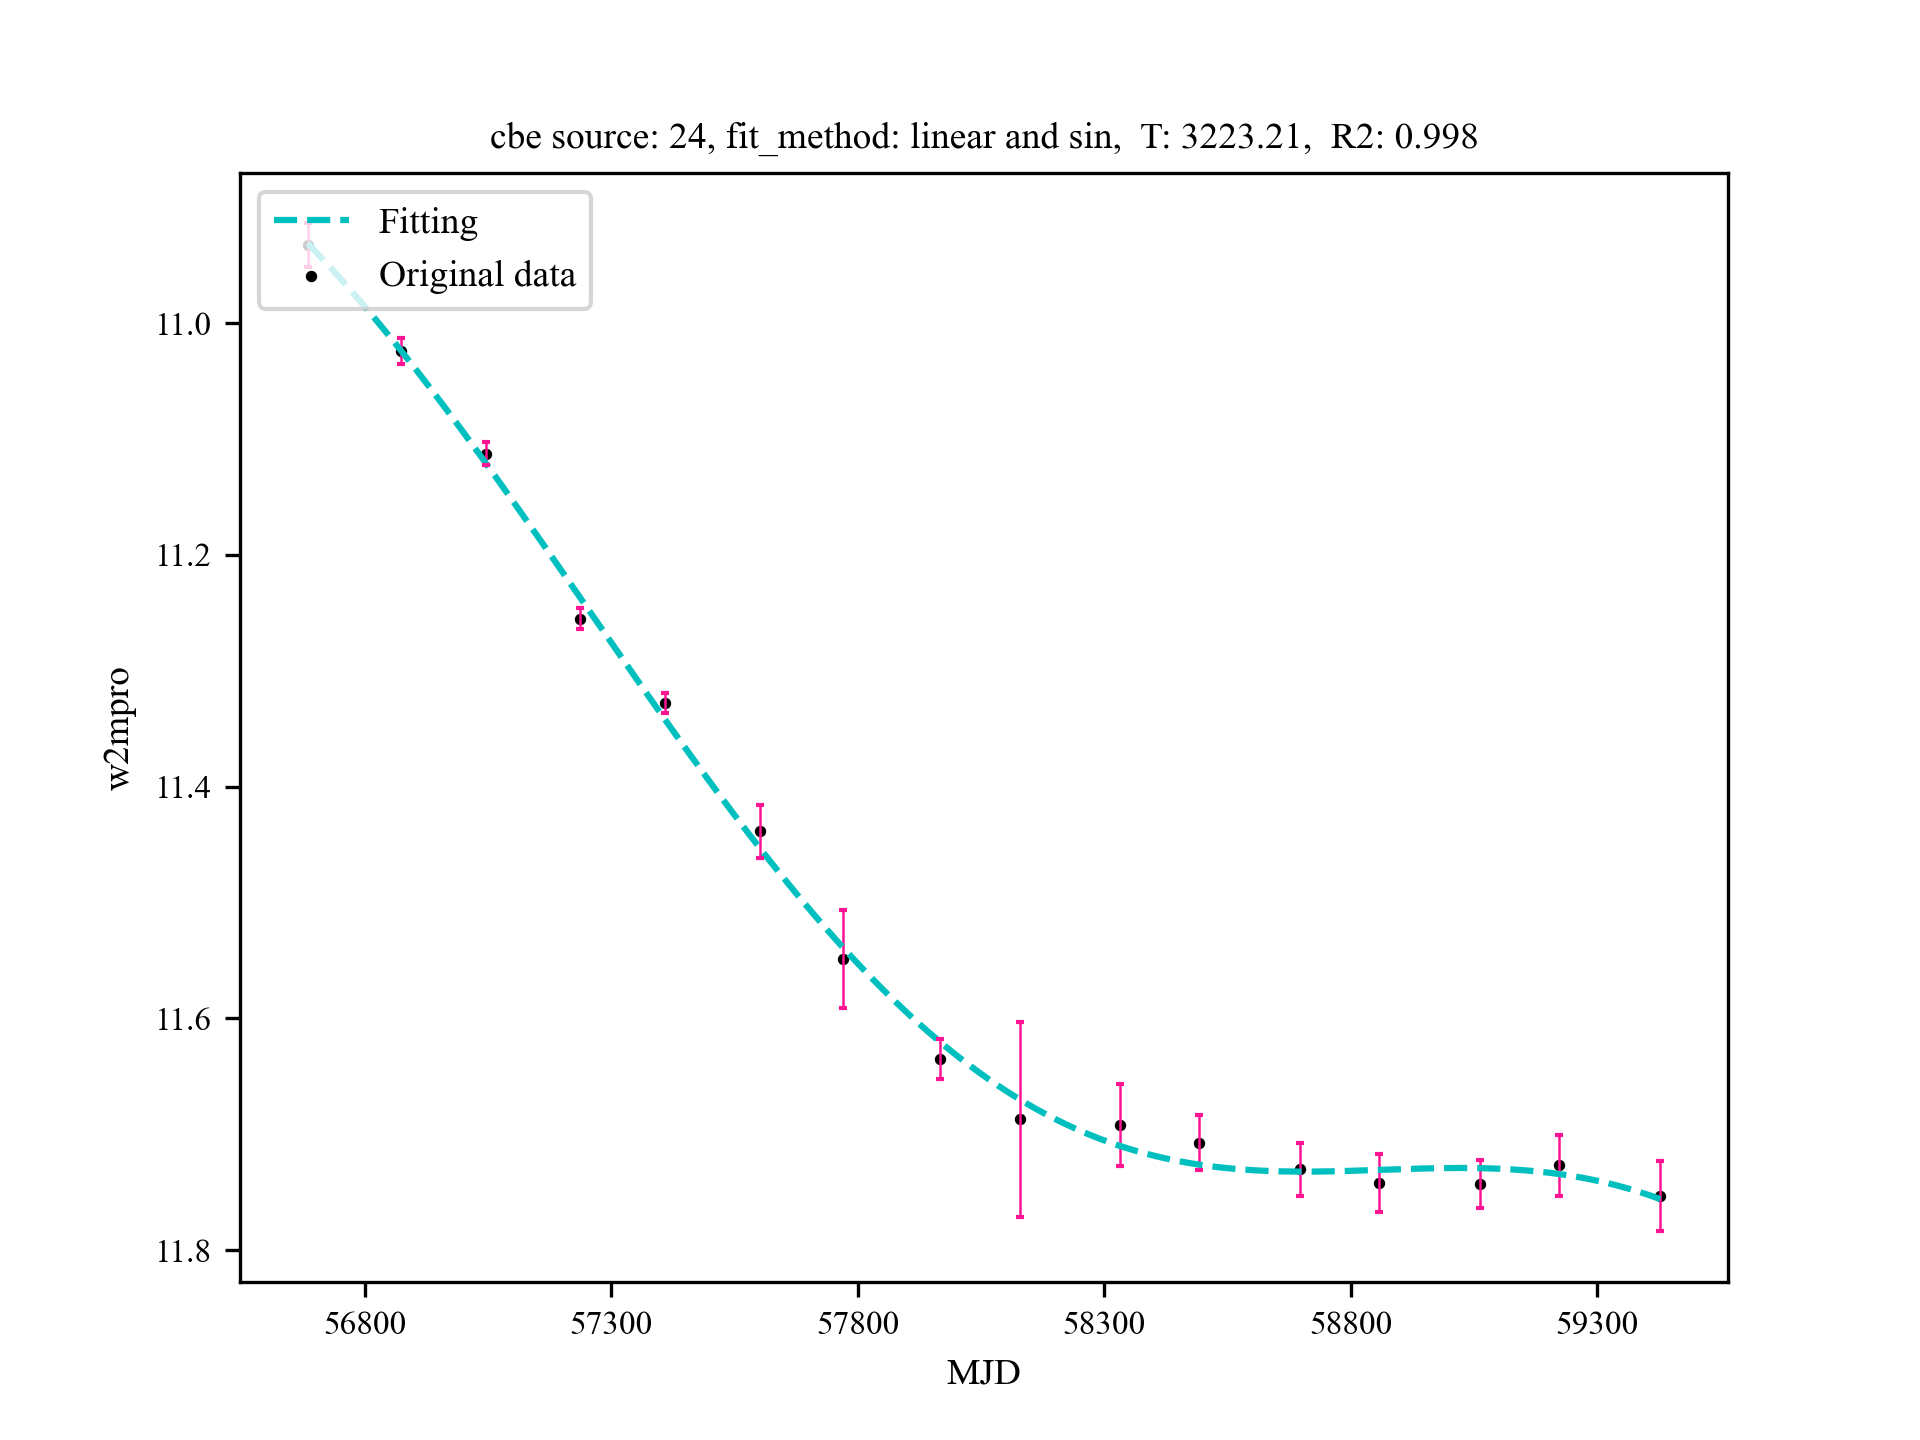 cbe source: 24, fit_method: linear and sin,  T: 3223.21,  R2: 0.998
Fitting
Original data
11.0
11.2
11.4
11.6
11.8
w2mpro
56800
57300
57800
58300
58800
59300
MJD